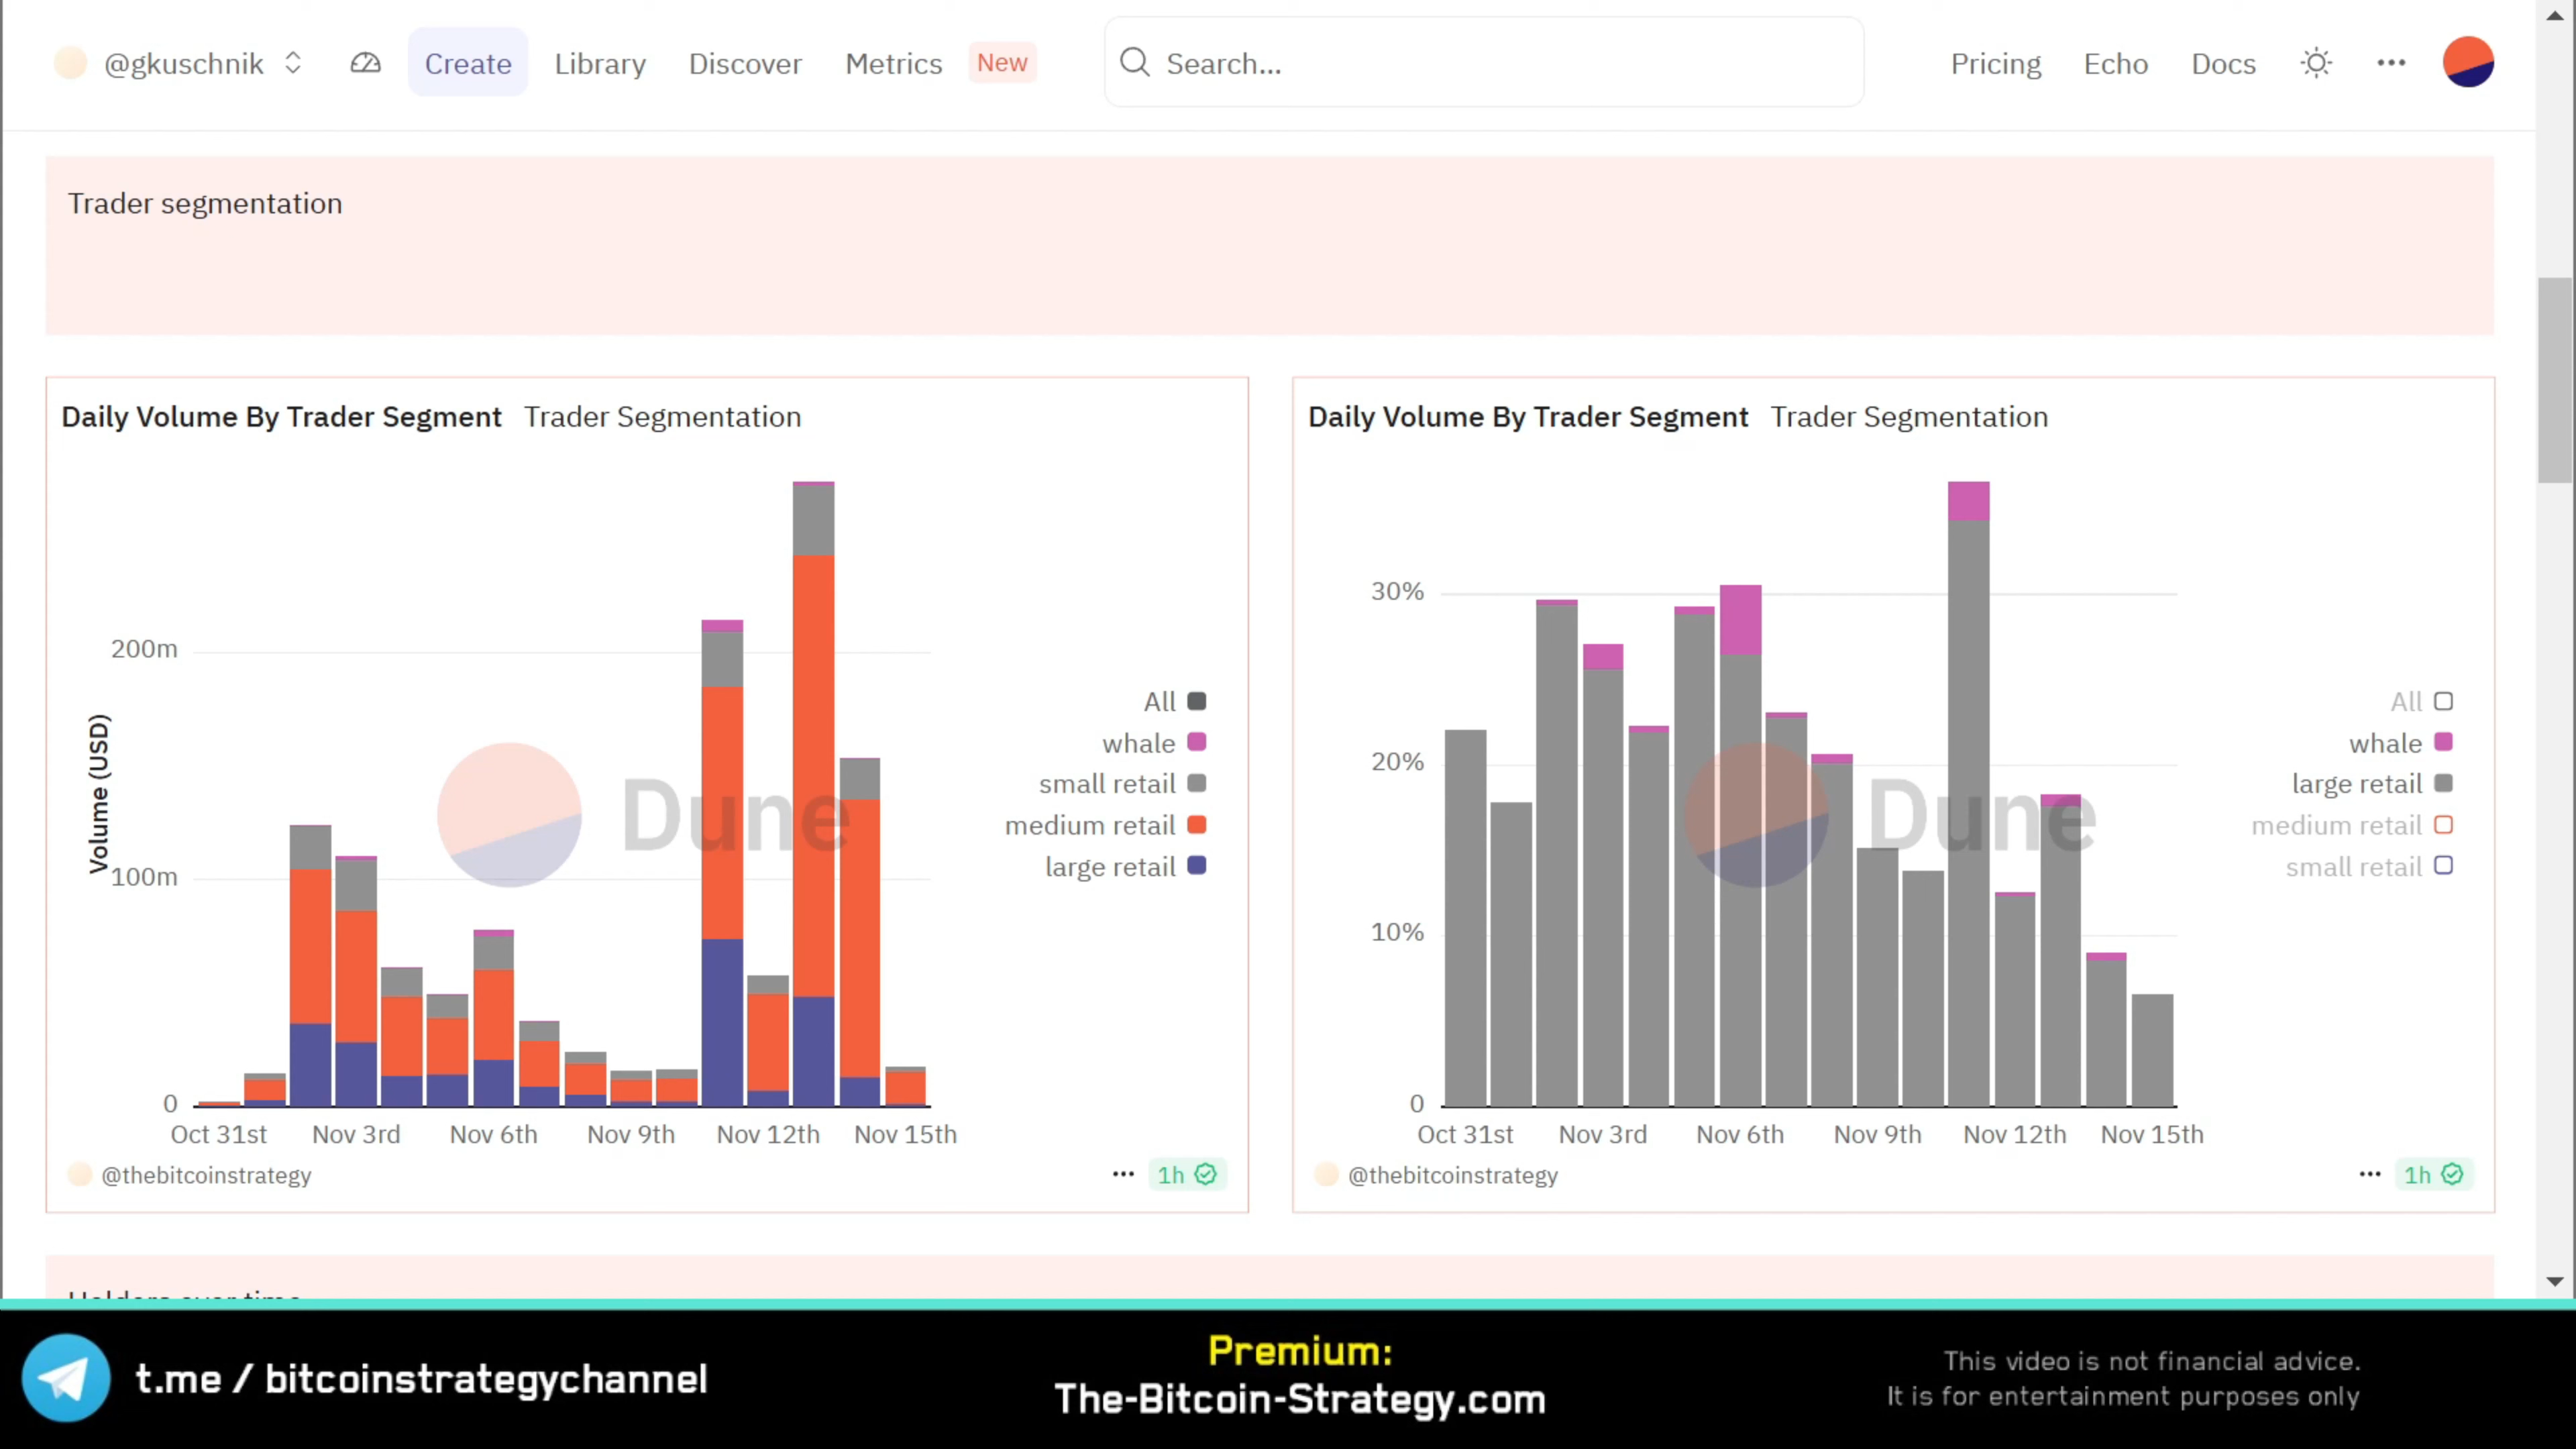 @gkuschnik Create Library Discover Metrics New Search... Pricing Echo Docs
Trader segmentation
Daily Volume By Trader Segment Trader Segmentation
Volume (USD)
200m
100m
0
Oct 31st Nov 3rd Nov 6th Nov 9th Nov 12th Nov 15th
Dune
All
whale
small retail
medium retail
large retail
@thebitcoinstrategy
1h
Daily Volume By Trader Segment Trader Segmentation
30%
20%
10%
0
Oct 31st Nov 3rd Nov 6th Nov 9th Nov 12th Nov 15th
Dune
All
whale
large retail
medium retail
small retail
@thebitcoinstrategy
1h
Holders over time
t.me / bitcoinstrategychannel
Premium:
The-Bitcoin-Strategy.com
This video is not financial advice.
It is for entertainment purposes only